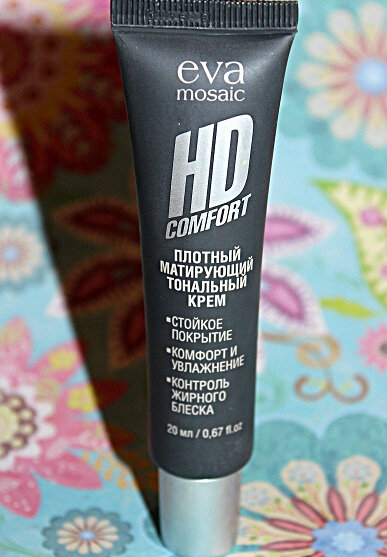 eva
mosaic
HD
COMFORT
ПЛОТНЫЙ
МАТИРУЮЩИЙ
ТОНАЛЬНЫЙ
КРЕМ
•СТОЙКОЕ
ПОКРЫТИЕ
•КОМФОРТ И
УВЛАЖНЕНИЕ
•КОНТРОЛЬ
ЖИРНОГО
БЛЕСКА
20 мл / 0,67 fl.oz